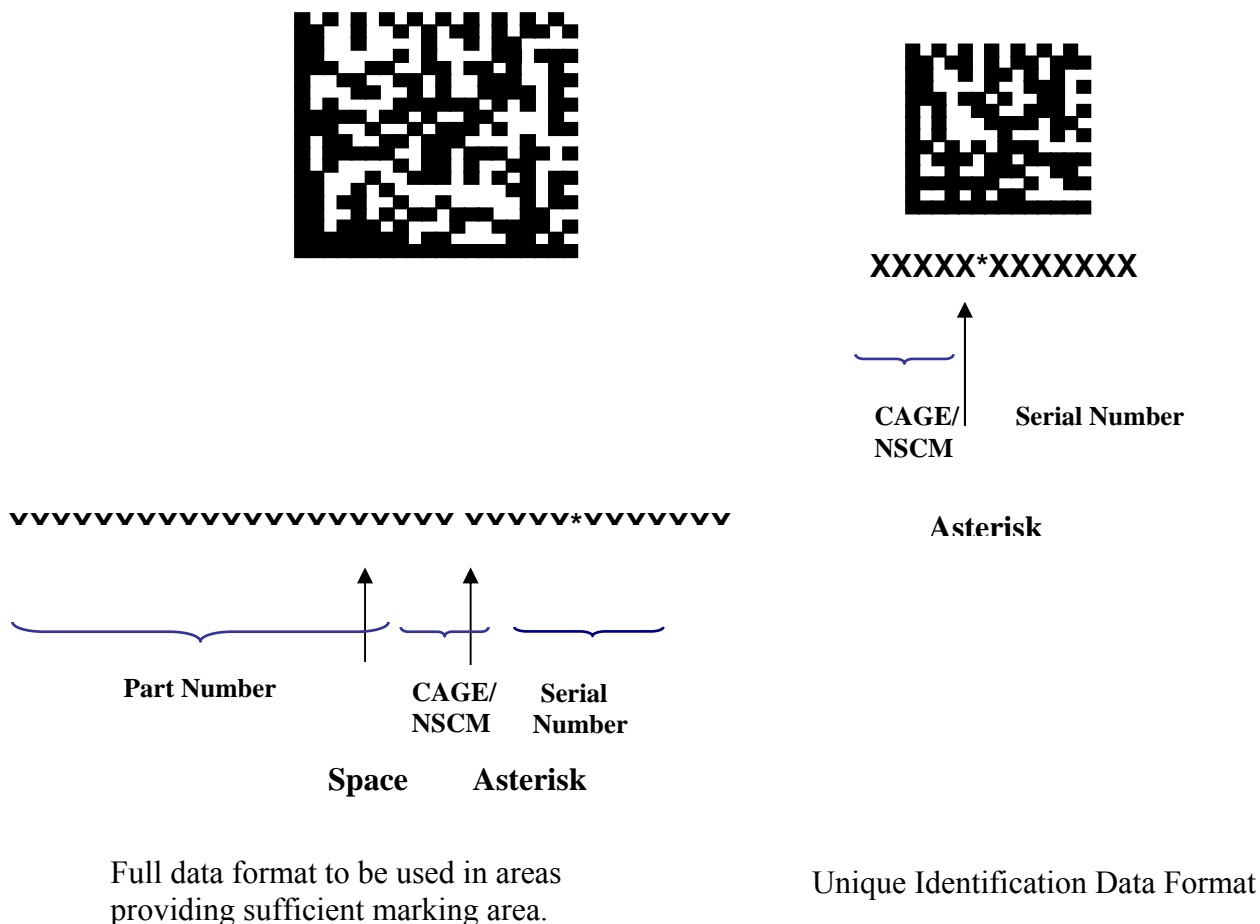 XXXXX*XXXXXXX
CAGE/
NSCM
Serial Number
Asterisk
Part Number
CAGE/
NSCM
Serial
Number
Space
Asterisk
Full data format to be used in areas
providing sufficient marking area.
Unique Identification Data Format